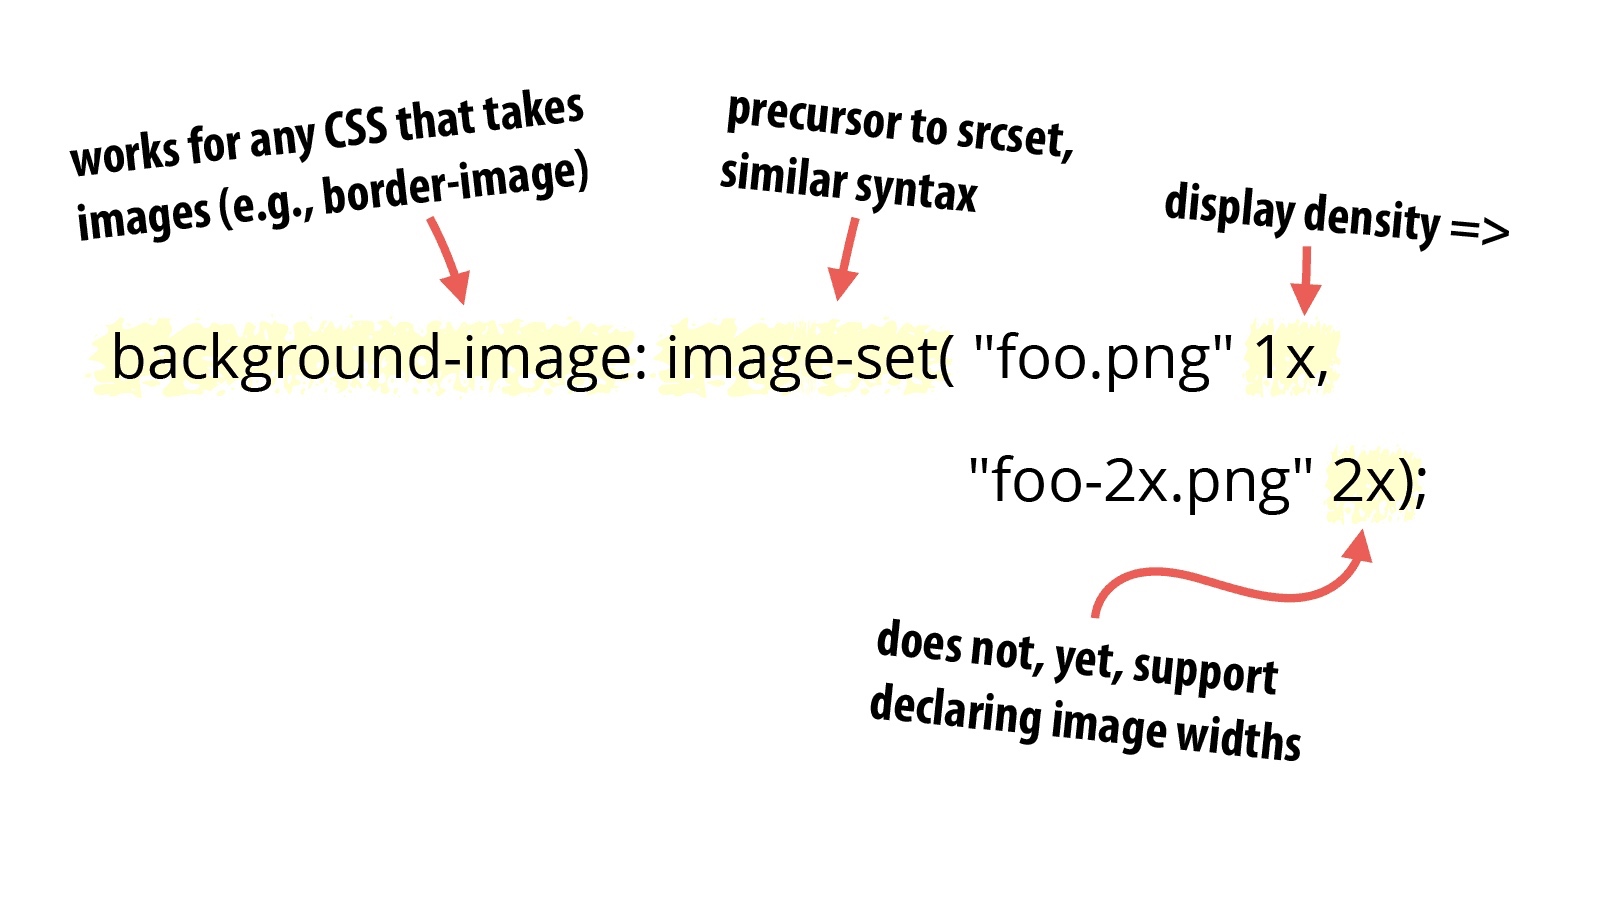 works for any CSS that takes
images (e.g., border-image)
precursor to srcset,
similar syntax
display density =>
background-image: image-set( "foo.png" 1x,
"foo-2x.png" 2x);
does not, yet, support
declaring image widths